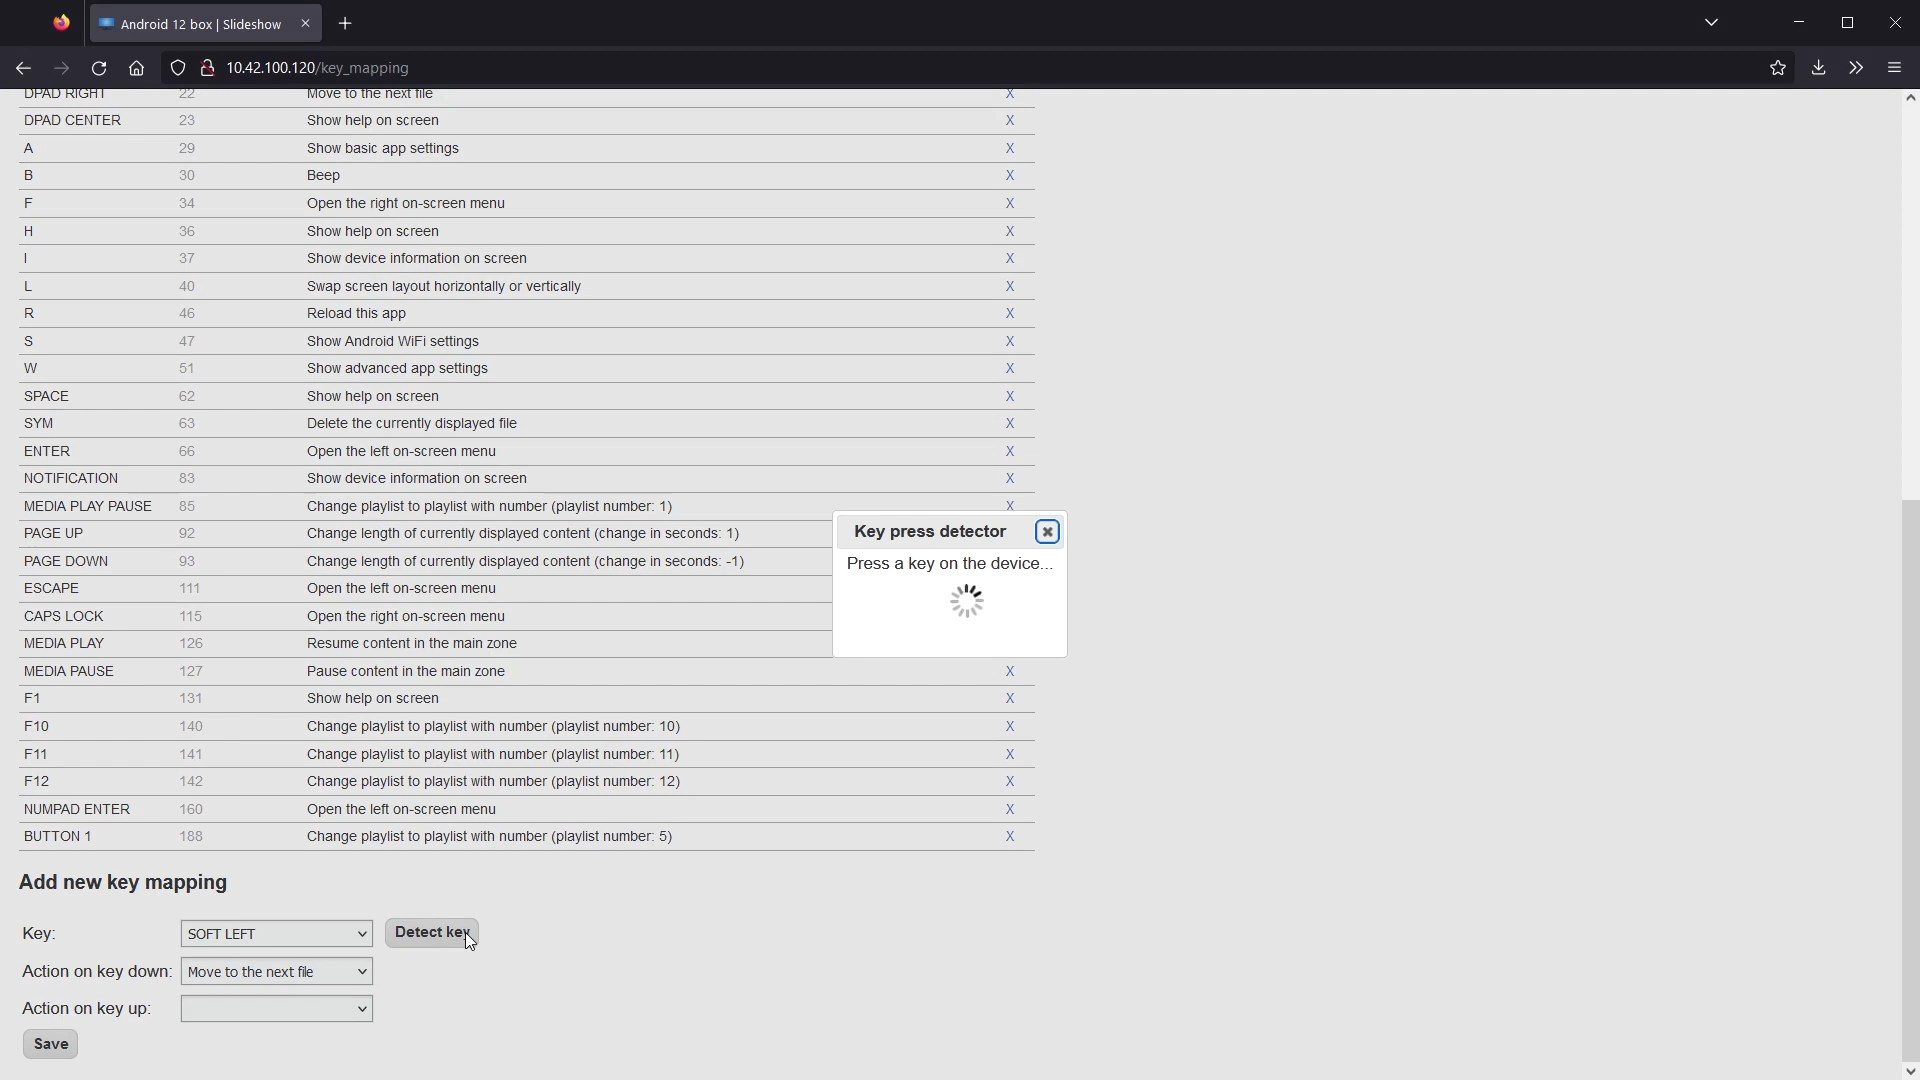 Android 12 box | Slideshow
10.42.100.120/key_mapping
DPAD RIGHT 22 Move to the next file X
DPAD CENTER 23 Show help on screen X
A 29 Show basic app settings X
B 30 Beep X
F 34 Open the right on-screen menu X
H 36 Show help on screen X
I 37 Show device information on screen X
L 40 Swap screen layout horizontally or vertically X
R 46 Reload this app X
S 47 Show Android WiFi settings X
W 51 Show advanced app settings X
SPACE 62 Show help on screen X
SYM 63 Delete the currently displayed file X
ENTER 66 Open the left on-screen menu X
NOTIFICATION 83 Show device information on screen X
MEDIA PLAY PAUSE 85 Change playlist to playlist with number (playlist number: 1) X
PAGE UP 92 Change length of currently displayed content (change in seconds: 1)
PAGE DOWN 93 Change length of currently displayed content (change in seconds: -1)
ESCAPE 111 Open the left on-screen menu
CAPS LOCK 115 Open the right on-screen menu
MEDIA PLAY 126 Resume content in the main zone
MEDIA PAUSE 127 Pause content in the main zone X
F1 131 Show help on screen X
F10 140 Change playlist to playlist with number (playlist number: 10) X
F11 141 Change playlist to playlist with number (playlist number: 11) X
F12 142 Change playlist to playlist with number (playlist number: 12) X
NUMPAD ENTER 160 Open the left on-screen menu X
BUTTON 1 188 Change playlist to playlist with number (playlist number: 5) X
Key press detector
Press a key on the device...
Add new key mapping
Key: SOFT LEFT Detect key
Action on key down: Move to the next file
Action on key up:
Save